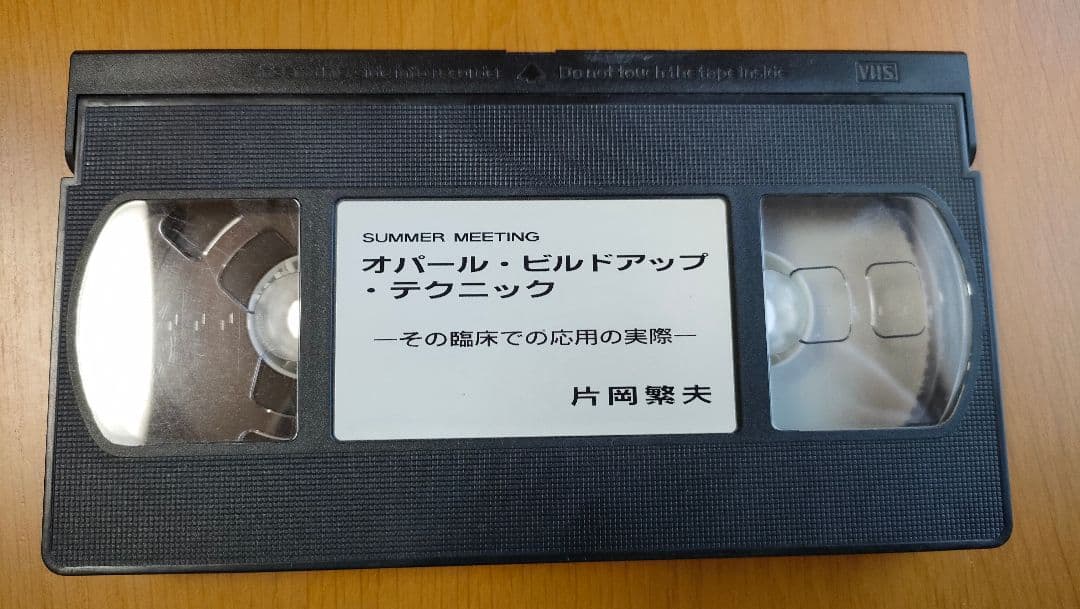 Do not touch the tape inside
VHS
SUMMER MEETING
オパール・ビルドアップ
・テクニック
―その臨床での応用の実際―
片岡繁夫